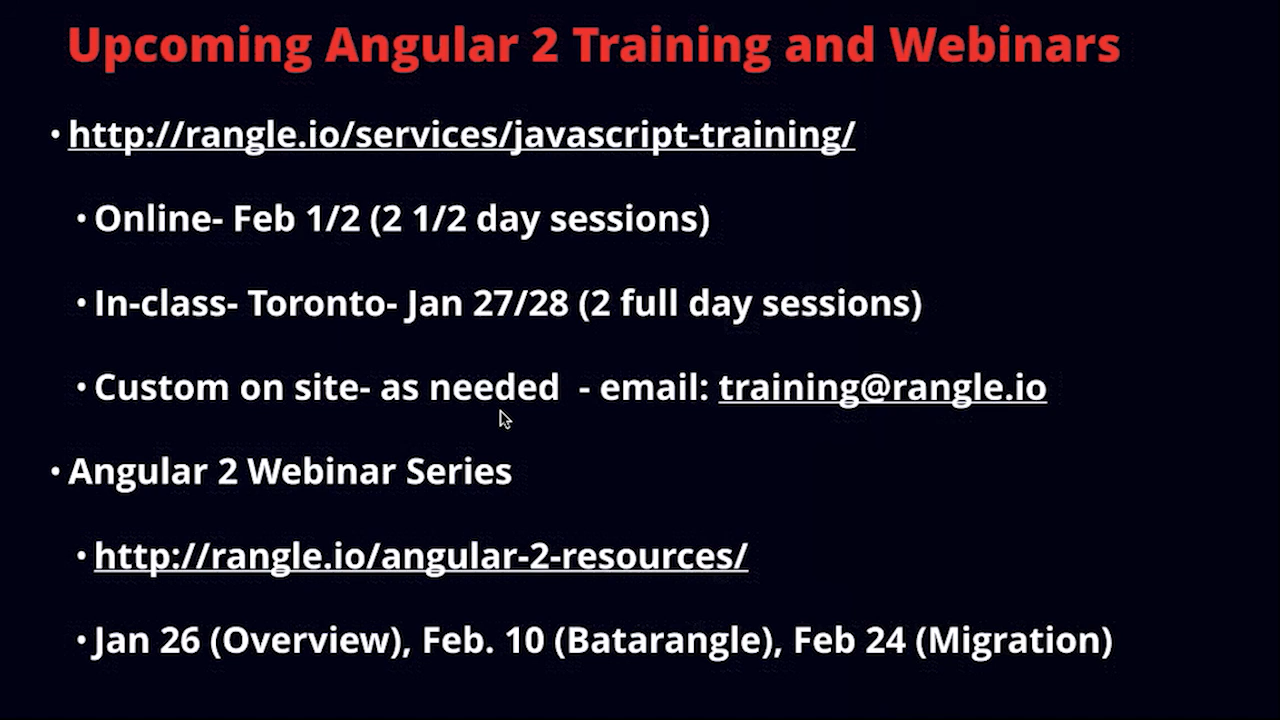 Upcoming Angular 2 Training and Webinars
• http://rangle.io/services/javascript-training/
• Online- Feb 1/2 (2 1/2 day sessions)
• In-class- Toronto- Jan 27/28 (2 full day sessions)
• Custom on site- as needed  - email: training@rangle.io
• Angular 2 Webinar Series
• http://rangle.io/angular-2-resources/
• Jan 26 (Overview), Feb. 10 (Batarangle), Feb 24 (Migration)